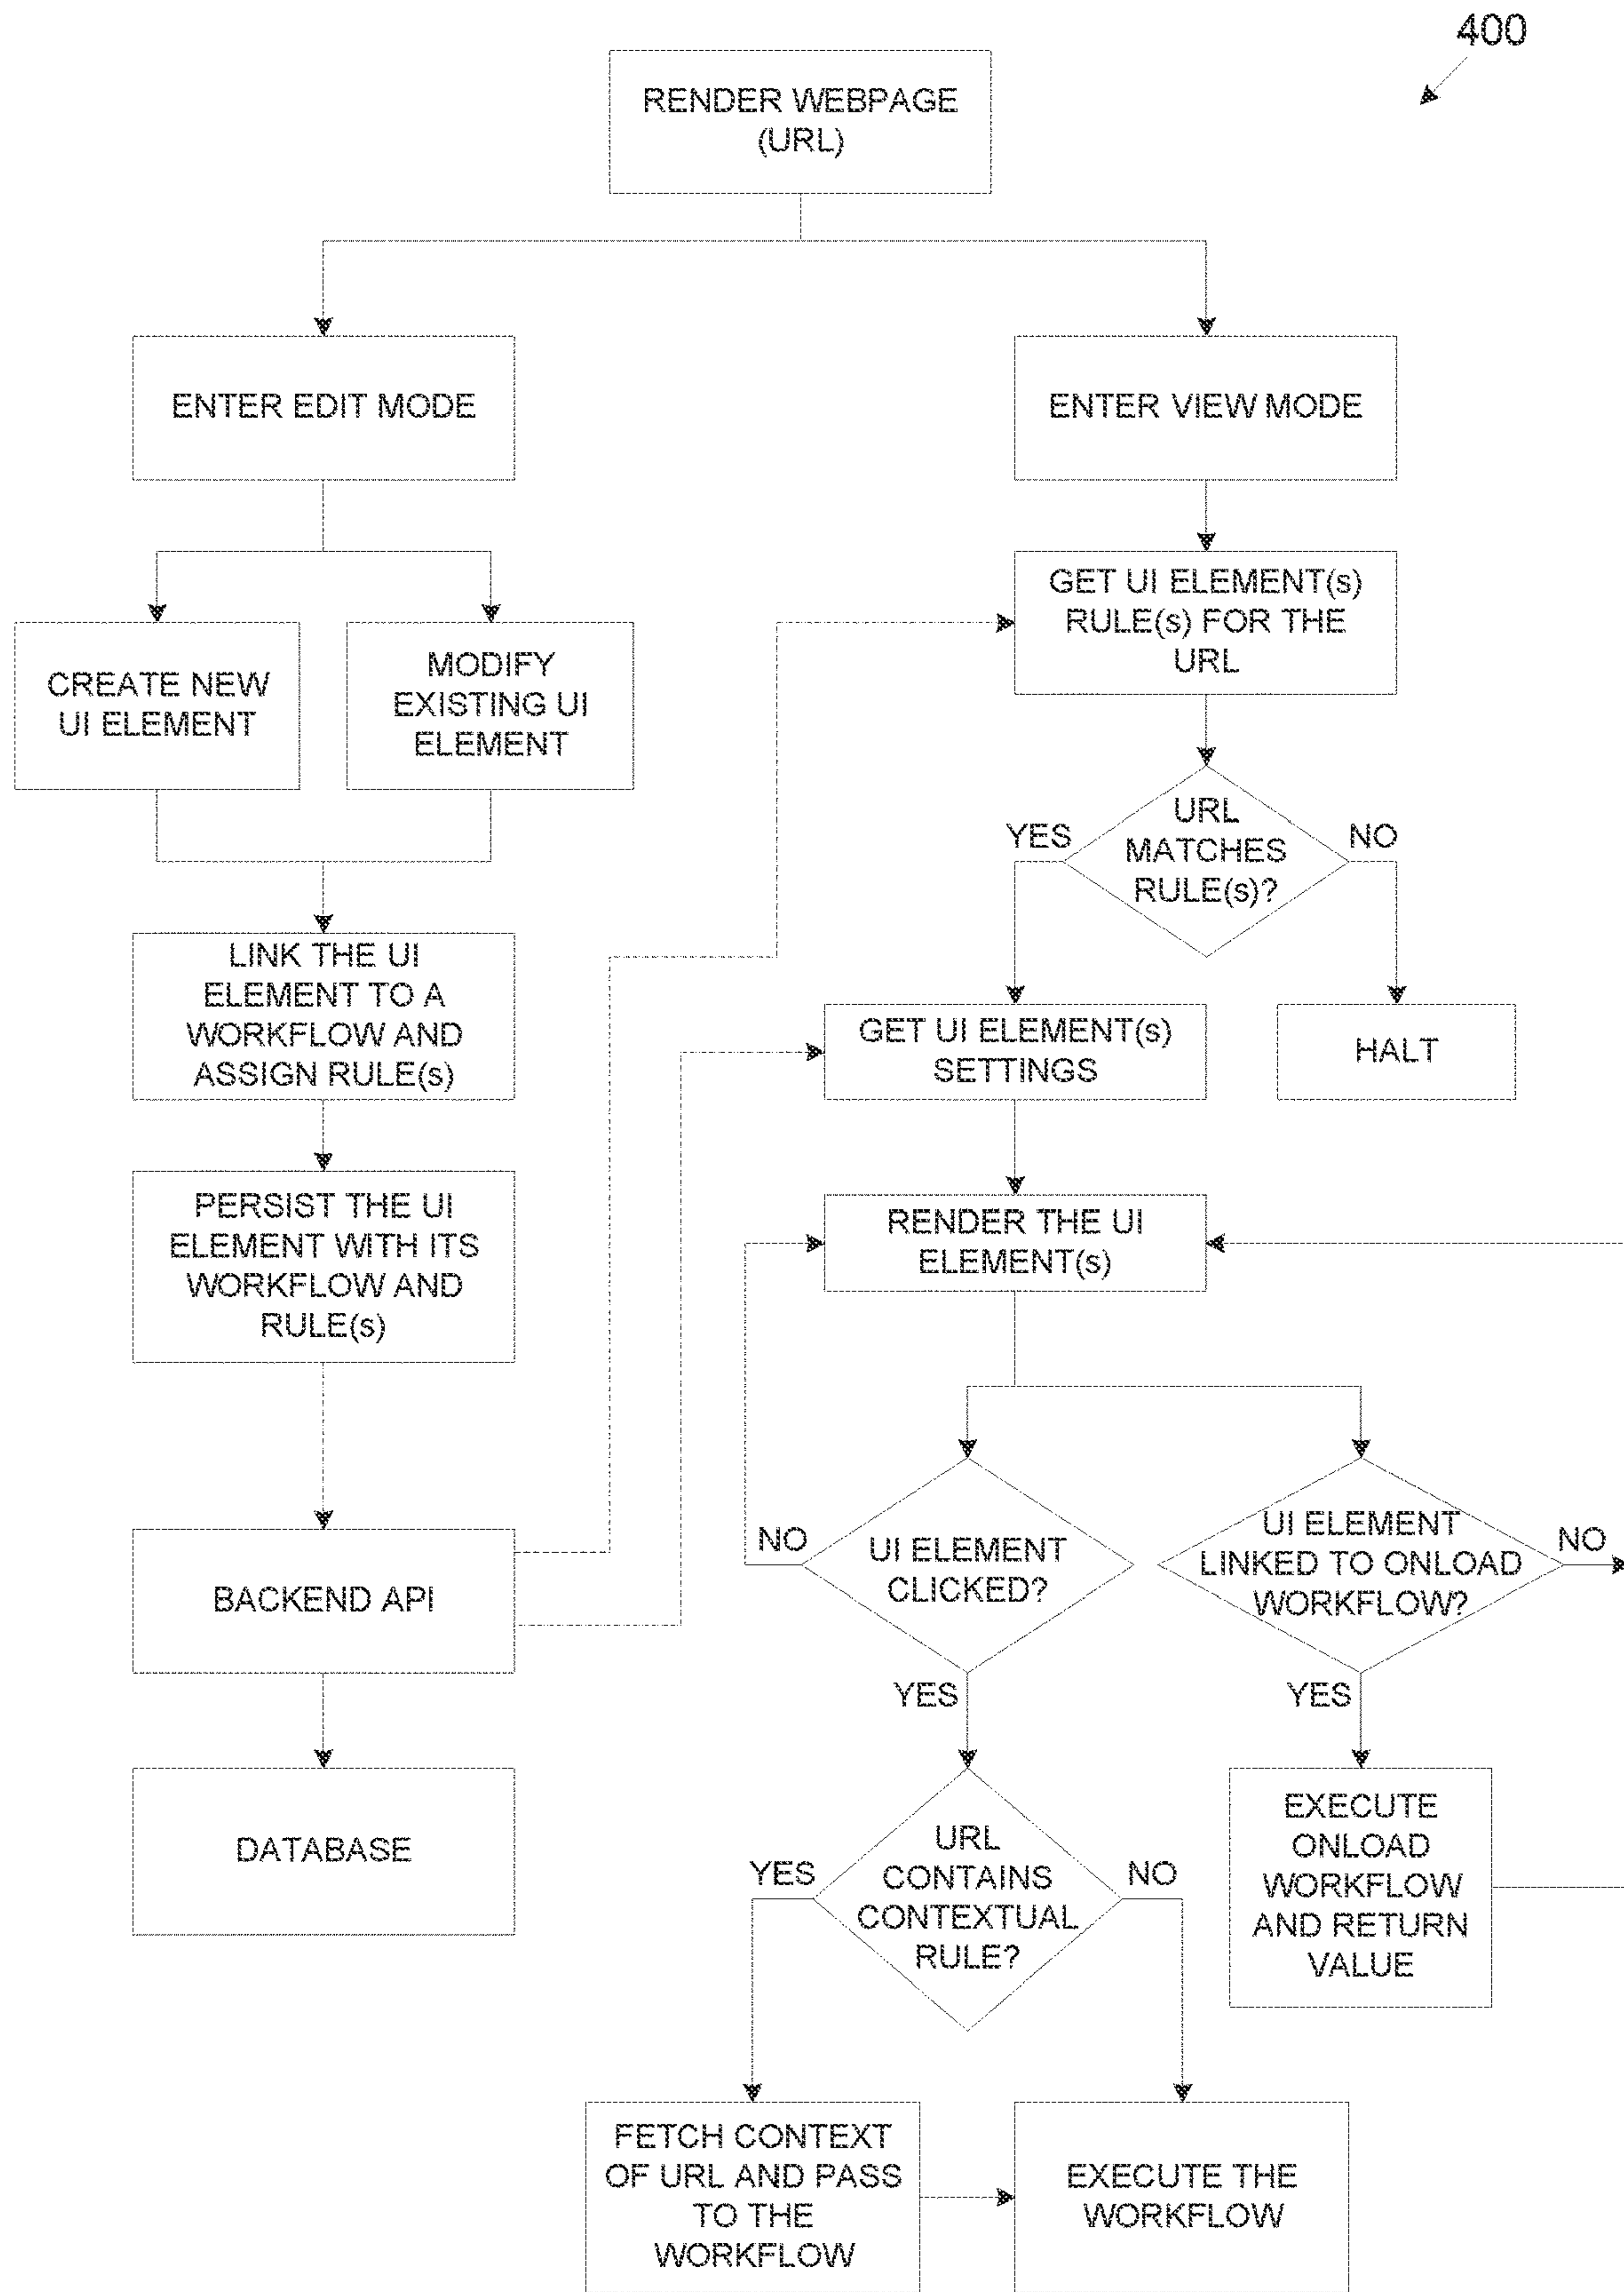 400
RENDER WEBPAGE
(URL)
ENTER EDIT MODE
ENTER VIEW MODE
CREATE NEW
UI ELEMENT
MODIFY
EXISTING UI
ELEMENT
GET UI ELEMENT(s)
RULE(s) FOR THE
URL
URL
MATCHES
RULE(s)?
YES
NO
LINK THE UI
ELEMENT TO A
WORKFLOW AND
ASSIGN RULE(s)
GET UI ELEMENT(s)
SETTINGS
HALT
PERSIST THE UI
ELEMENT WITH ITS
WORKFLOW AND
RULE(s)
RENDER THE UI
ELEMENT(s)
BACKEND API
NO
UI ELEMENT
CLICKED?
YES
UI ELEMENT
LINKED TO ONLOAD
WORKFLOW?
NO
YES
DATABASE
YES
URL
CONTAINS
CONTEXTUAL
RULE?
NO
EXECUTE
ONLOAD
WORKFLOW
AND RETURN
VALUE
FETCH CONTEXT
OF URL AND PASS
TO THE
WORKFLOW
EXECUTE THE
WORKFLOW